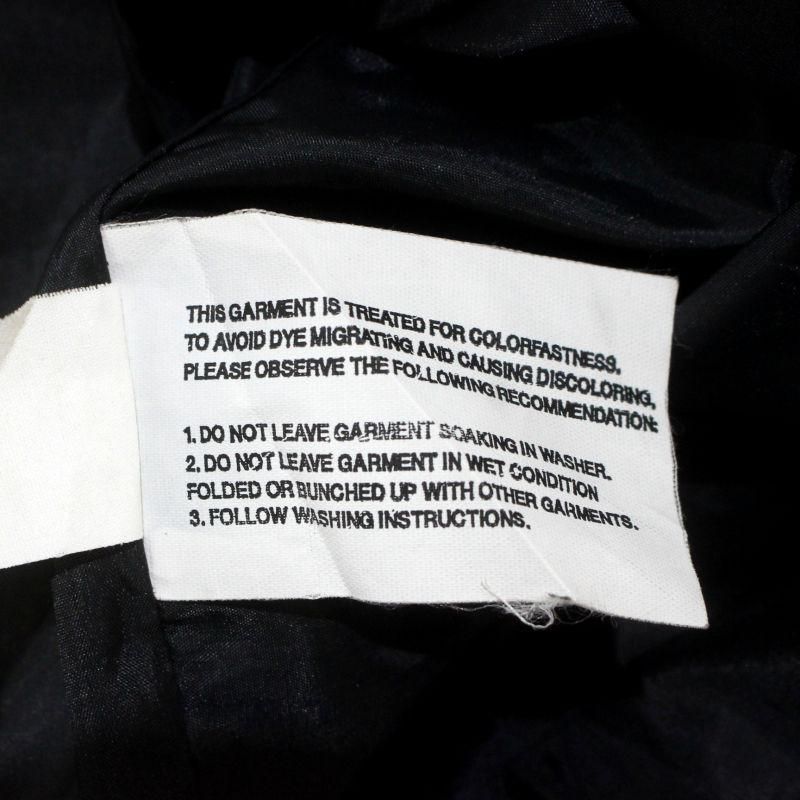 THIS GARMENT IS TREATED FOR COLORFASTNESS.
TO AVOID DYE MIGRATING AND CAUSING DISCOLORING,
PLEASE OBSERVE THE FOLLOWING RECOMMENDATION:
1. DO NOT LEAVE GARMENT SOAKING IN WASHER.
2. DO NOT LEAVE GARMENT IN WET CONDITION
FOLDED OR BUNCHED UP WITH OTHER GARMENTS.
3. FOLLOW WASHING INSTRUCTIONS.